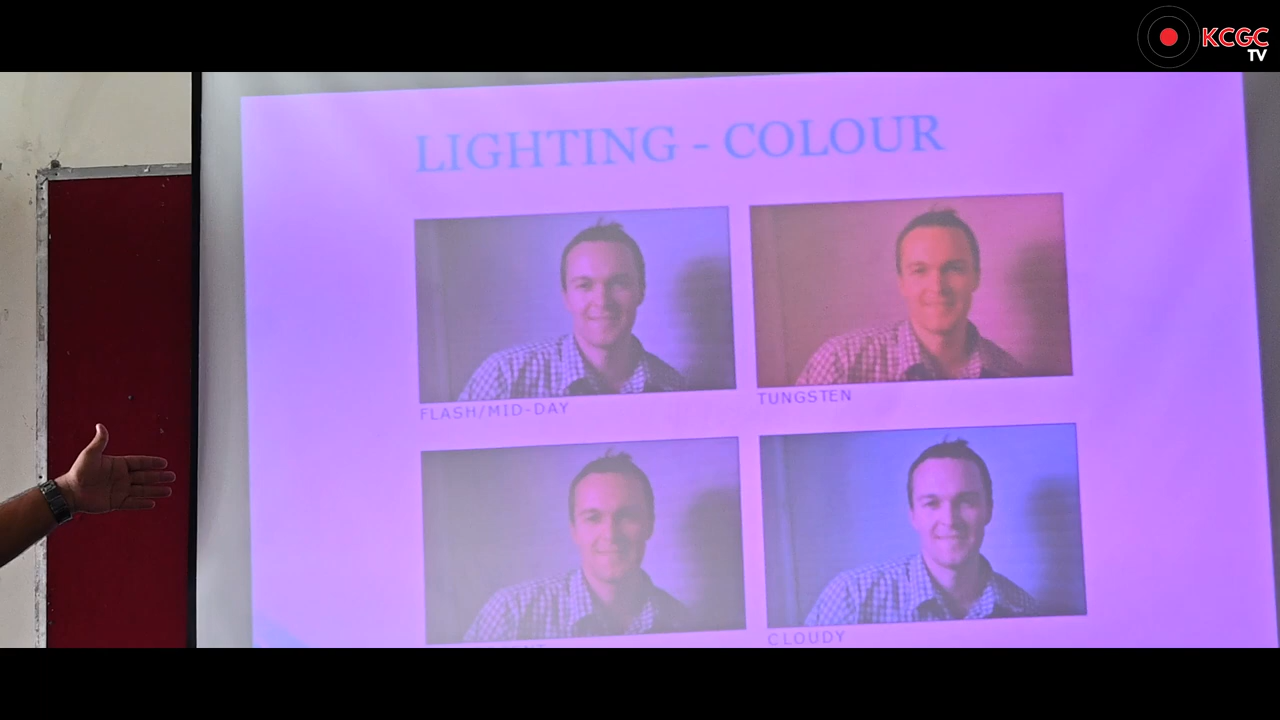 KCGC
TV
LIGHTING - COLOUR
FLASH/MID-DAY
TUNGSTEN
CLOUDY